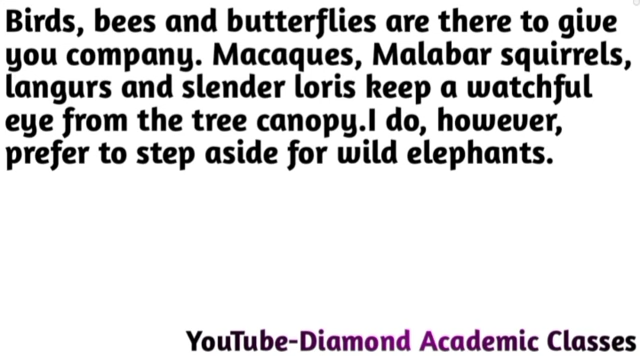 Birds, bees and butterflies are there to give
you company. Macaques, Malabar squirrels,
langurs and slender loris keep a watchful
eye from the tree canopy.I do, however,
prefer to step aside for wild elephants.
YouTube-Diamond Academic Classes